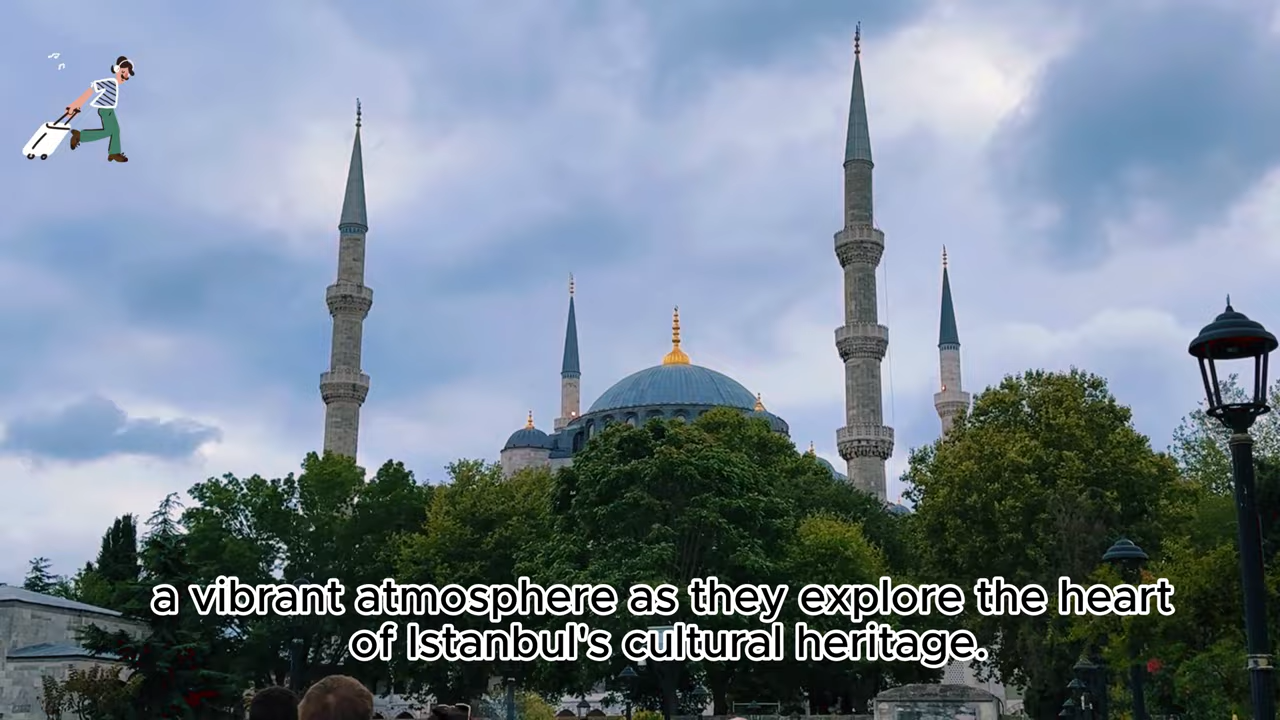 a vibrant atmosphere as they explore the heart
of Istanbul's cultural heritage.